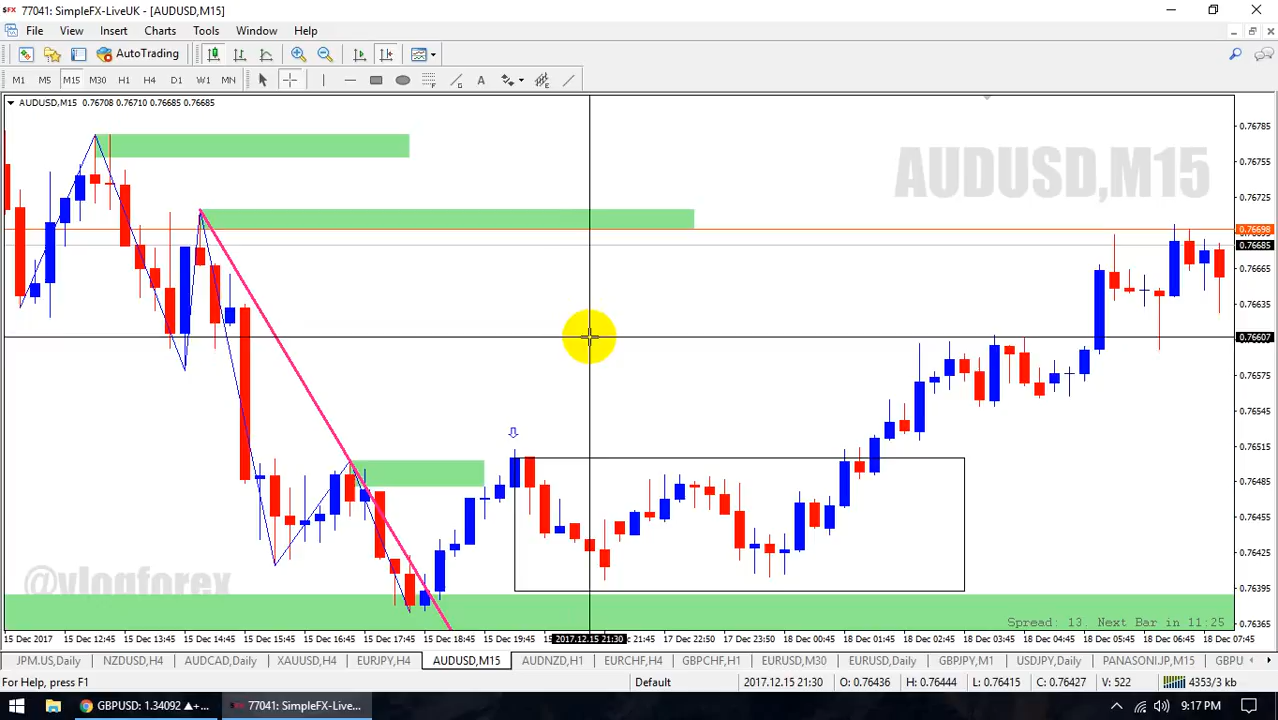 77041: SimpleFX-LiveUK - [AUDUSD,M15]
File View Insert Charts Tools Window Help
AutoTrading
M1 M5 M15 M30 H1 H4 D1 W1 MN
AUDUSD,M15 0.76708 0.76710 0.76685 0.76685
AUDUSD,M15
0.76785
0.76755
0.76725
0.76698
0.76685
0.76665
0.76635
0.76607
0.76575
0.76545
0.76515
0.76485
0.76455
0.76425
0.76395
0.76365
@vlogforex
Spread: 13. Next Bar in 11:25
15 Dec 2017 15 Dec 12:45 15 Dec 13:45 15 Dec 14:45 15 Dec 15:45 15 Dec 16:45 15 Dec 17:45 15 Dec 18:45 15 Dec 19:45 2017.12.15 21:30 21:45 17 Dec 22:50 17 Dec 23:50 18 Dec 00:45 18 Dec 01:45 18 Dec 02:45 18 Dec 03:45 18 Dec 04:45 18 Dec 05:45 18 Dec 06:45 18 Dec 07:45
JPM.US,Daily NZDUSD,H4 AUDCAD,Daily XAUUSD,H4 EURJPY,H4 AUDUSD,M15 AUDNZD,H1 EURCHF,H4 GBPCHF,H1 EURUSD,M30 EURUSD,Daily GBPJPY,M1 USDJPY,Daily PANASONI.JP,M15 GBPU
For Help, press F1 Default 2017.12.15 21:30 O: 0.76436 H: 0.76444 L: 0.76415 C: 0.76427 V: 522 4353/3 kb
GBPUSD: 1.34092 ▲+... 77041: SimpleFX-Live... 9:17 PM